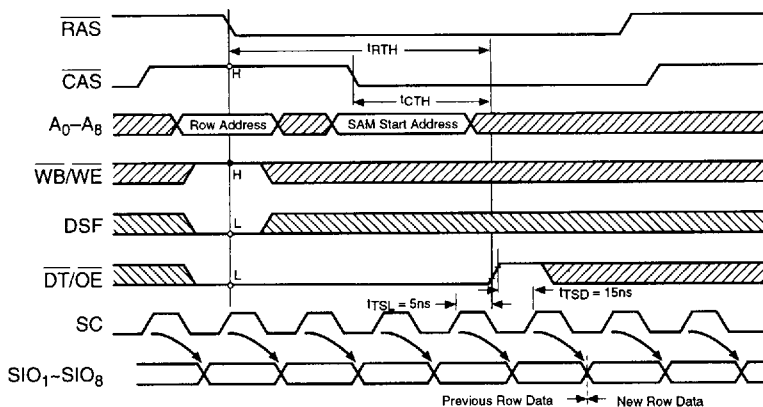 RAS
tRTH
H
CAS
tCTH
A0–A8
Row Address
SAM Start Address
WB/WE
H
DSF
L
DT/OE
L
tTSL = 5ns
tTSD = 15ns
SC
SIO1~SIO8
Previous Row Data
New Row Data